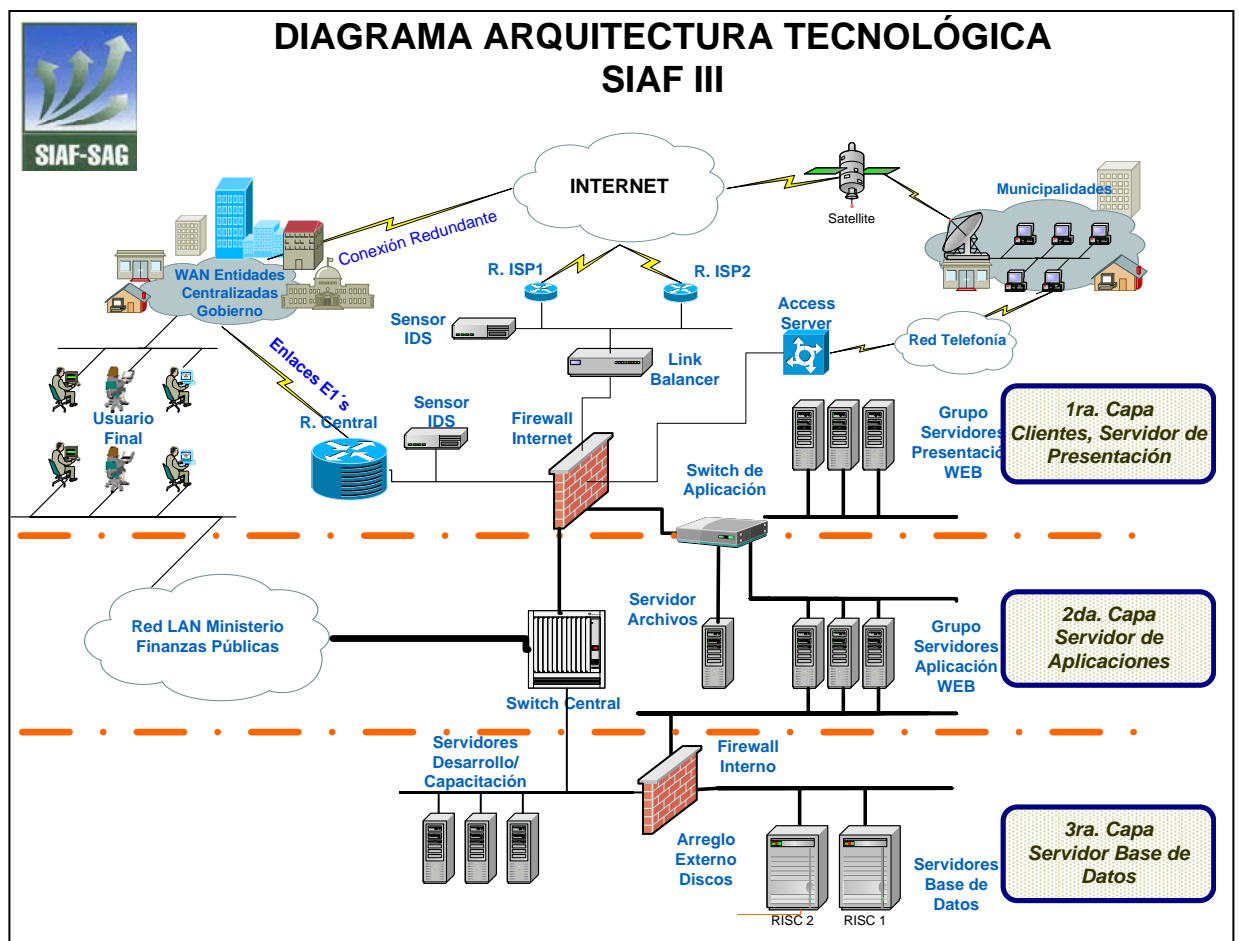 DIAGRAMA ARQUITECTURA TECNOLÓGICA
SIAF III
SIAF-SAG
INTERNET
Satellite
Municipalidades
Conexión Redundante
WAN Entidades
Centralizadas
Gobierno
R. ISP1
R. ISP2
Sensor
IDS
Access
Server
Red Telefonía
Link
Balancer
Enlaces E1´s
Usuario
Final
R. Central
Sensor
IDS
Firewall
Internet
Switch de
Aplicación
Grupo
Servidores
Presentació
WEB
1ra. Capa
Clientes, Servidor de
Presentación
Red LAN Ministerio
Finanzas Públicas
Switch Central
Servidor
Archivos
Grupo
Servidores
Aplicación
WEB
2da. Capa
Servidor de
Aplicaciones
Servidores
Desarrollo/
Capacitación
Firewall
Interno
Arreglo
Externo
Discos
RISC 2
RISC 1
Servidores
Base de
Datos
3ra. Capa
Servidor Base de
Datos